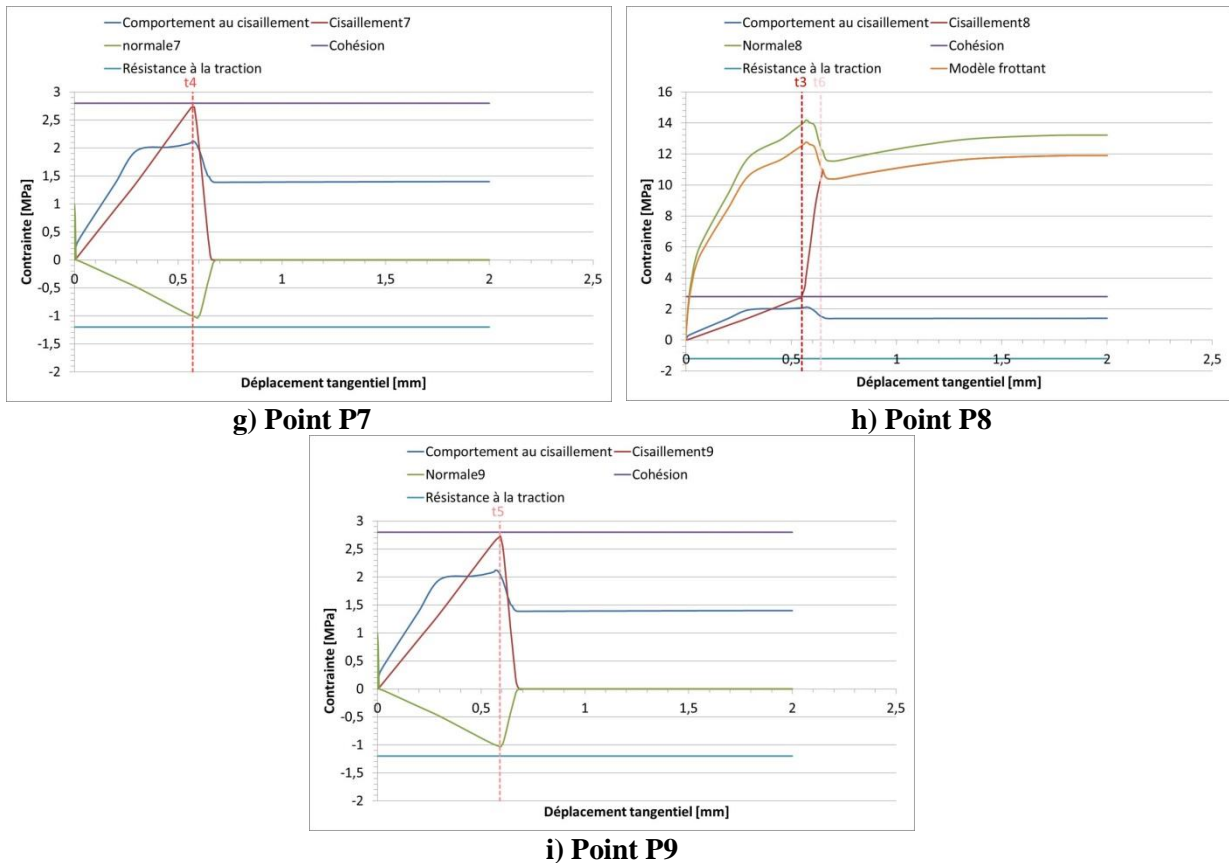 Comportement au cisaillement
Cisaillement7
normale7
Cohésion
Résistance à la traction
t4
3
2,5
2
1,5
1
0,5
0
-0,5
-1
-1,5
-2
0
0,5
1
1,5
2
2,5
Contrainte [MPa]
Déplacement tangentiel [mm]
g) Point P7
Comportement au cisaillement
Cisaillement8
Normale8
Cohésion
Résistance à la traction
Modèle frottant
t3
t6
16
14
12
10
8
6
4
2
0
-2
0
0,5
1
1,5
2
2,5
Contrainte [MPa]
Déplacement tangentiel [mm]
h) Point P8
Comportement au cisaillement
Cisaillement9
Normale9
Cohésion
Résistance à la traction
t5
3
2,5
2
1,5
1
0,5
0
-0,5
-1
-1,5
-2
0
0,5
1
1,5
2
2,5
Contrainte [MPa]
Déplacement tangentiel [mm]
i) Point P9